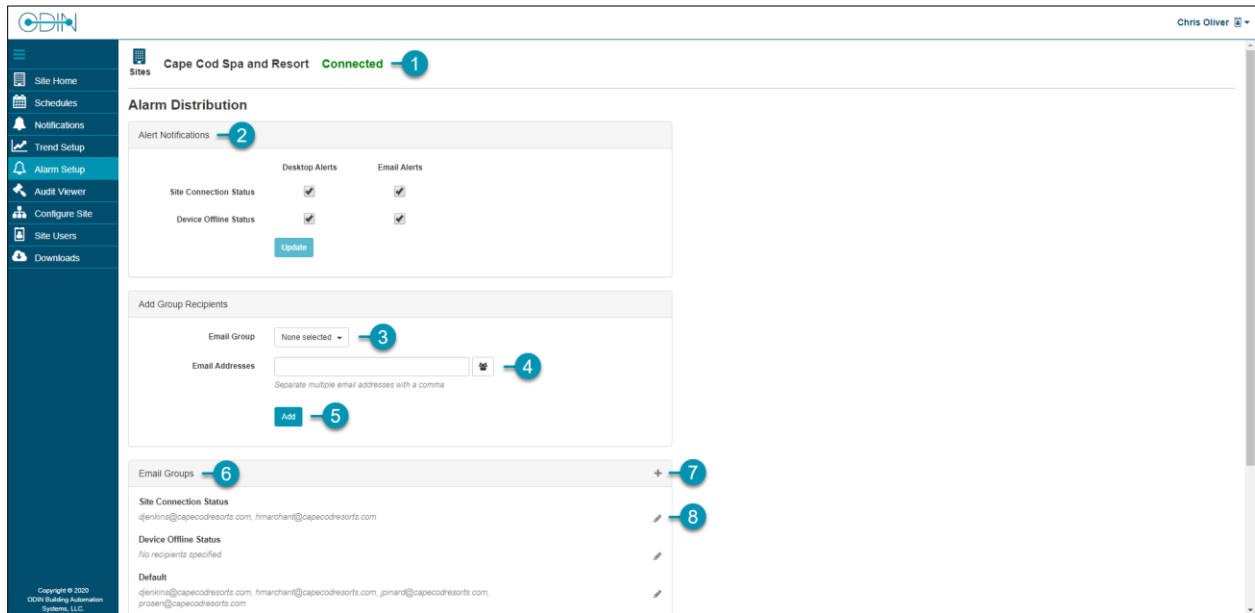 ODIN
Chris Oliver
Sites
Cape Cod Spa and Resort Connected 1
Site Home
Schedules
Notifications
Trend Setup
Alarm Setup
Audit Viewer
Configure Site
Site Users
Downloads
Alarm Distribution
Alert Notifications 2
Desktop Alerts Email Alerts
Site Connection Status
Device Offline Status
Update
Add Group Recipients
Email Group None selected 3
Email Addresses 4
Separate multiple email addresses with a comma
Add 5
Email Groups 6 + 7
Site Connection Status
djenkins@capecodresorts.com, hmarchant@capecodresorts.com 8
Device Offline Status
No recipients specified
Default
djenkins@capecodresorts.com, hmarchant@capecodresorts.com, jpinard@capecodresorts.com,
prosen@capecodresorts.com
Copyright © 2020
ODIN Building Automation
Systems, LLC.